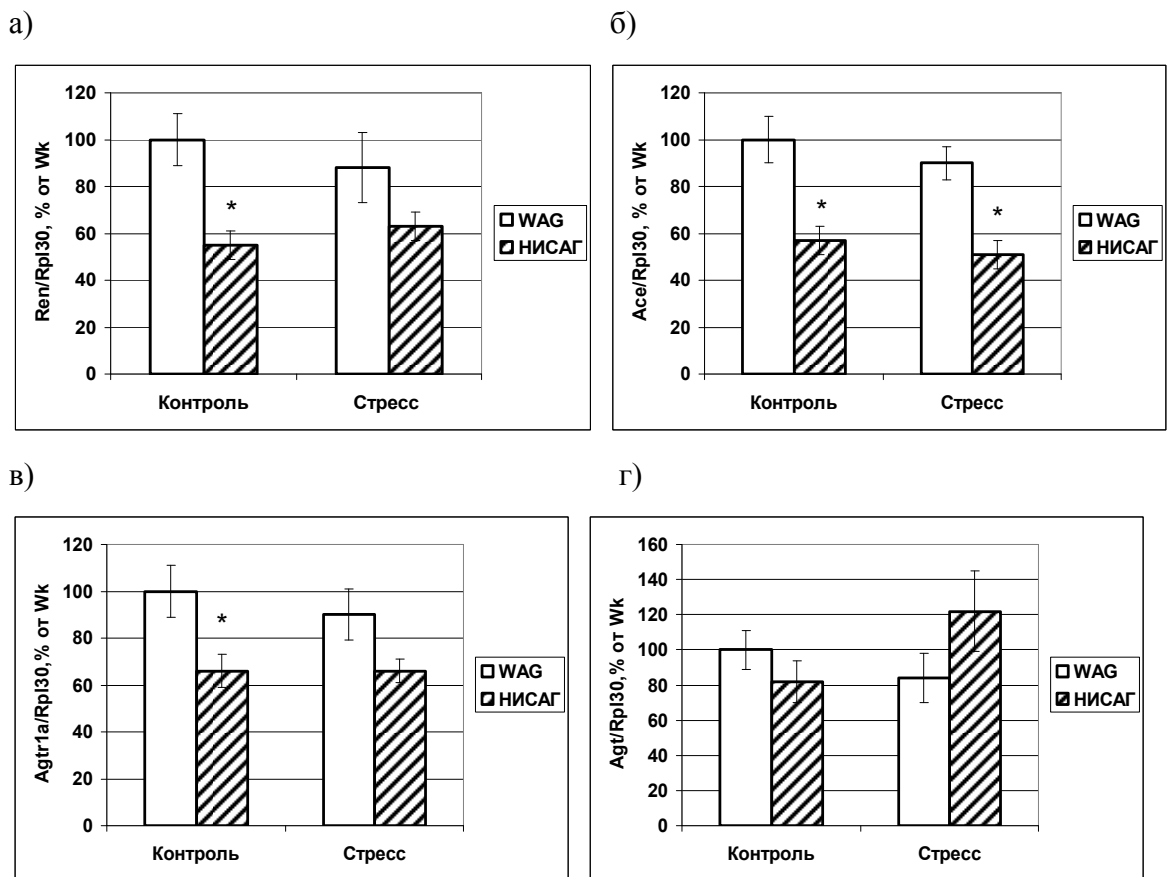 а)
б)
120
100
80
60
40
20
0
Ren/Rpl30, % от Wk
*
Контроль
Стресс
WAG
НИСАГ
120
100
80
60
40
20
0
Ace/Rpl30, % от Wk
*
*
Контроль
Стресс
WAG
НИСАГ
в)
г)
120
100
80
60
40
20
0
Agtr1a/Rpl30,% от Wk
*
Контроль
Стресс
WAG
НИСАГ
160
140
120
100
80
60
40
20
0
Agt/Rpl30,% от Wk
Контроль
Стресс
WAG
НИСАГ